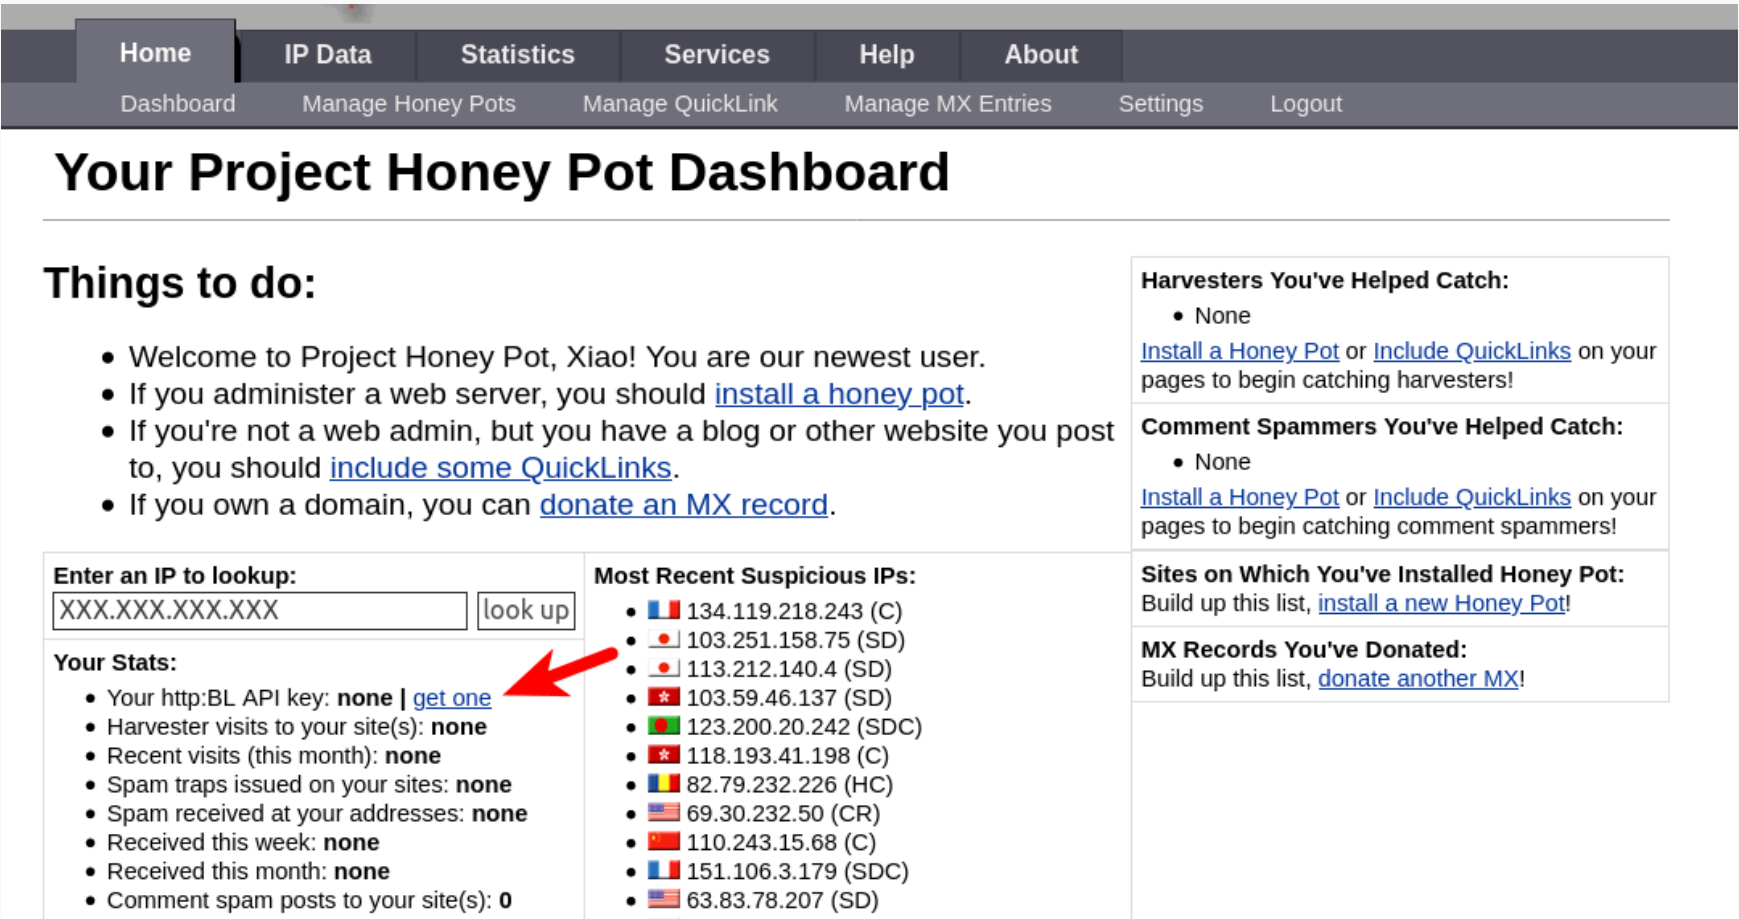 Home IP Data Statistics Services Help About
Dashboard Manage Honey Pots Manage QuickLink Manage MX Entries Settings Logout
Your Project Honey Pot Dashboard
Things to do:
Welcome to Project Honey Pot, Xiao! You are our newest user.
If you administer a web server, you should install a honey pot.
If you're not a web admin, but you have a blog or other website you post
to, you should include some QuickLinks.
If you own a domain, you can donate an MX record.
Enter an IP to lookup:
XXX.XXX.XXX.XXX look up
Your Stats:
Your http:BL API key: none | get one
Harvester visits to your site(s): none
Recent visits (this month): none
Spam traps issued on your sites: none
Spam received at your addresses: none
Received this week: none
Received this month: none
Comment spam posts to your site(s): 0
Most Recent Suspicious IPs:
134.119.218.243 (C)
103.251.158.75 (SD)
113.212.140.4 (SD)
103.59.46.137 (SD)
123.200.20.242 (SDC)
118.193.41.198 (C)
82.79.232.226 (HC)
69.30.232.50 (CR)
110.243.15.68 (C)
151.106.3.179 (SDC)
63.83.78.207 (SD)
Harvesters You've Helped Catch:
None
Install a Honey Pot or Include QuickLinks on your
pages to begin catching harvesters!
Comment Spammers You've Helped Catch:
None
Install a Honey Pot or Include QuickLinks on your
pages to begin catching comment spammers!
Sites on Which You've Installed Honey Pot:
Build up this list, install a new Honey Pot!
MX Records You've Donated:
Build up this list, donate another MX!